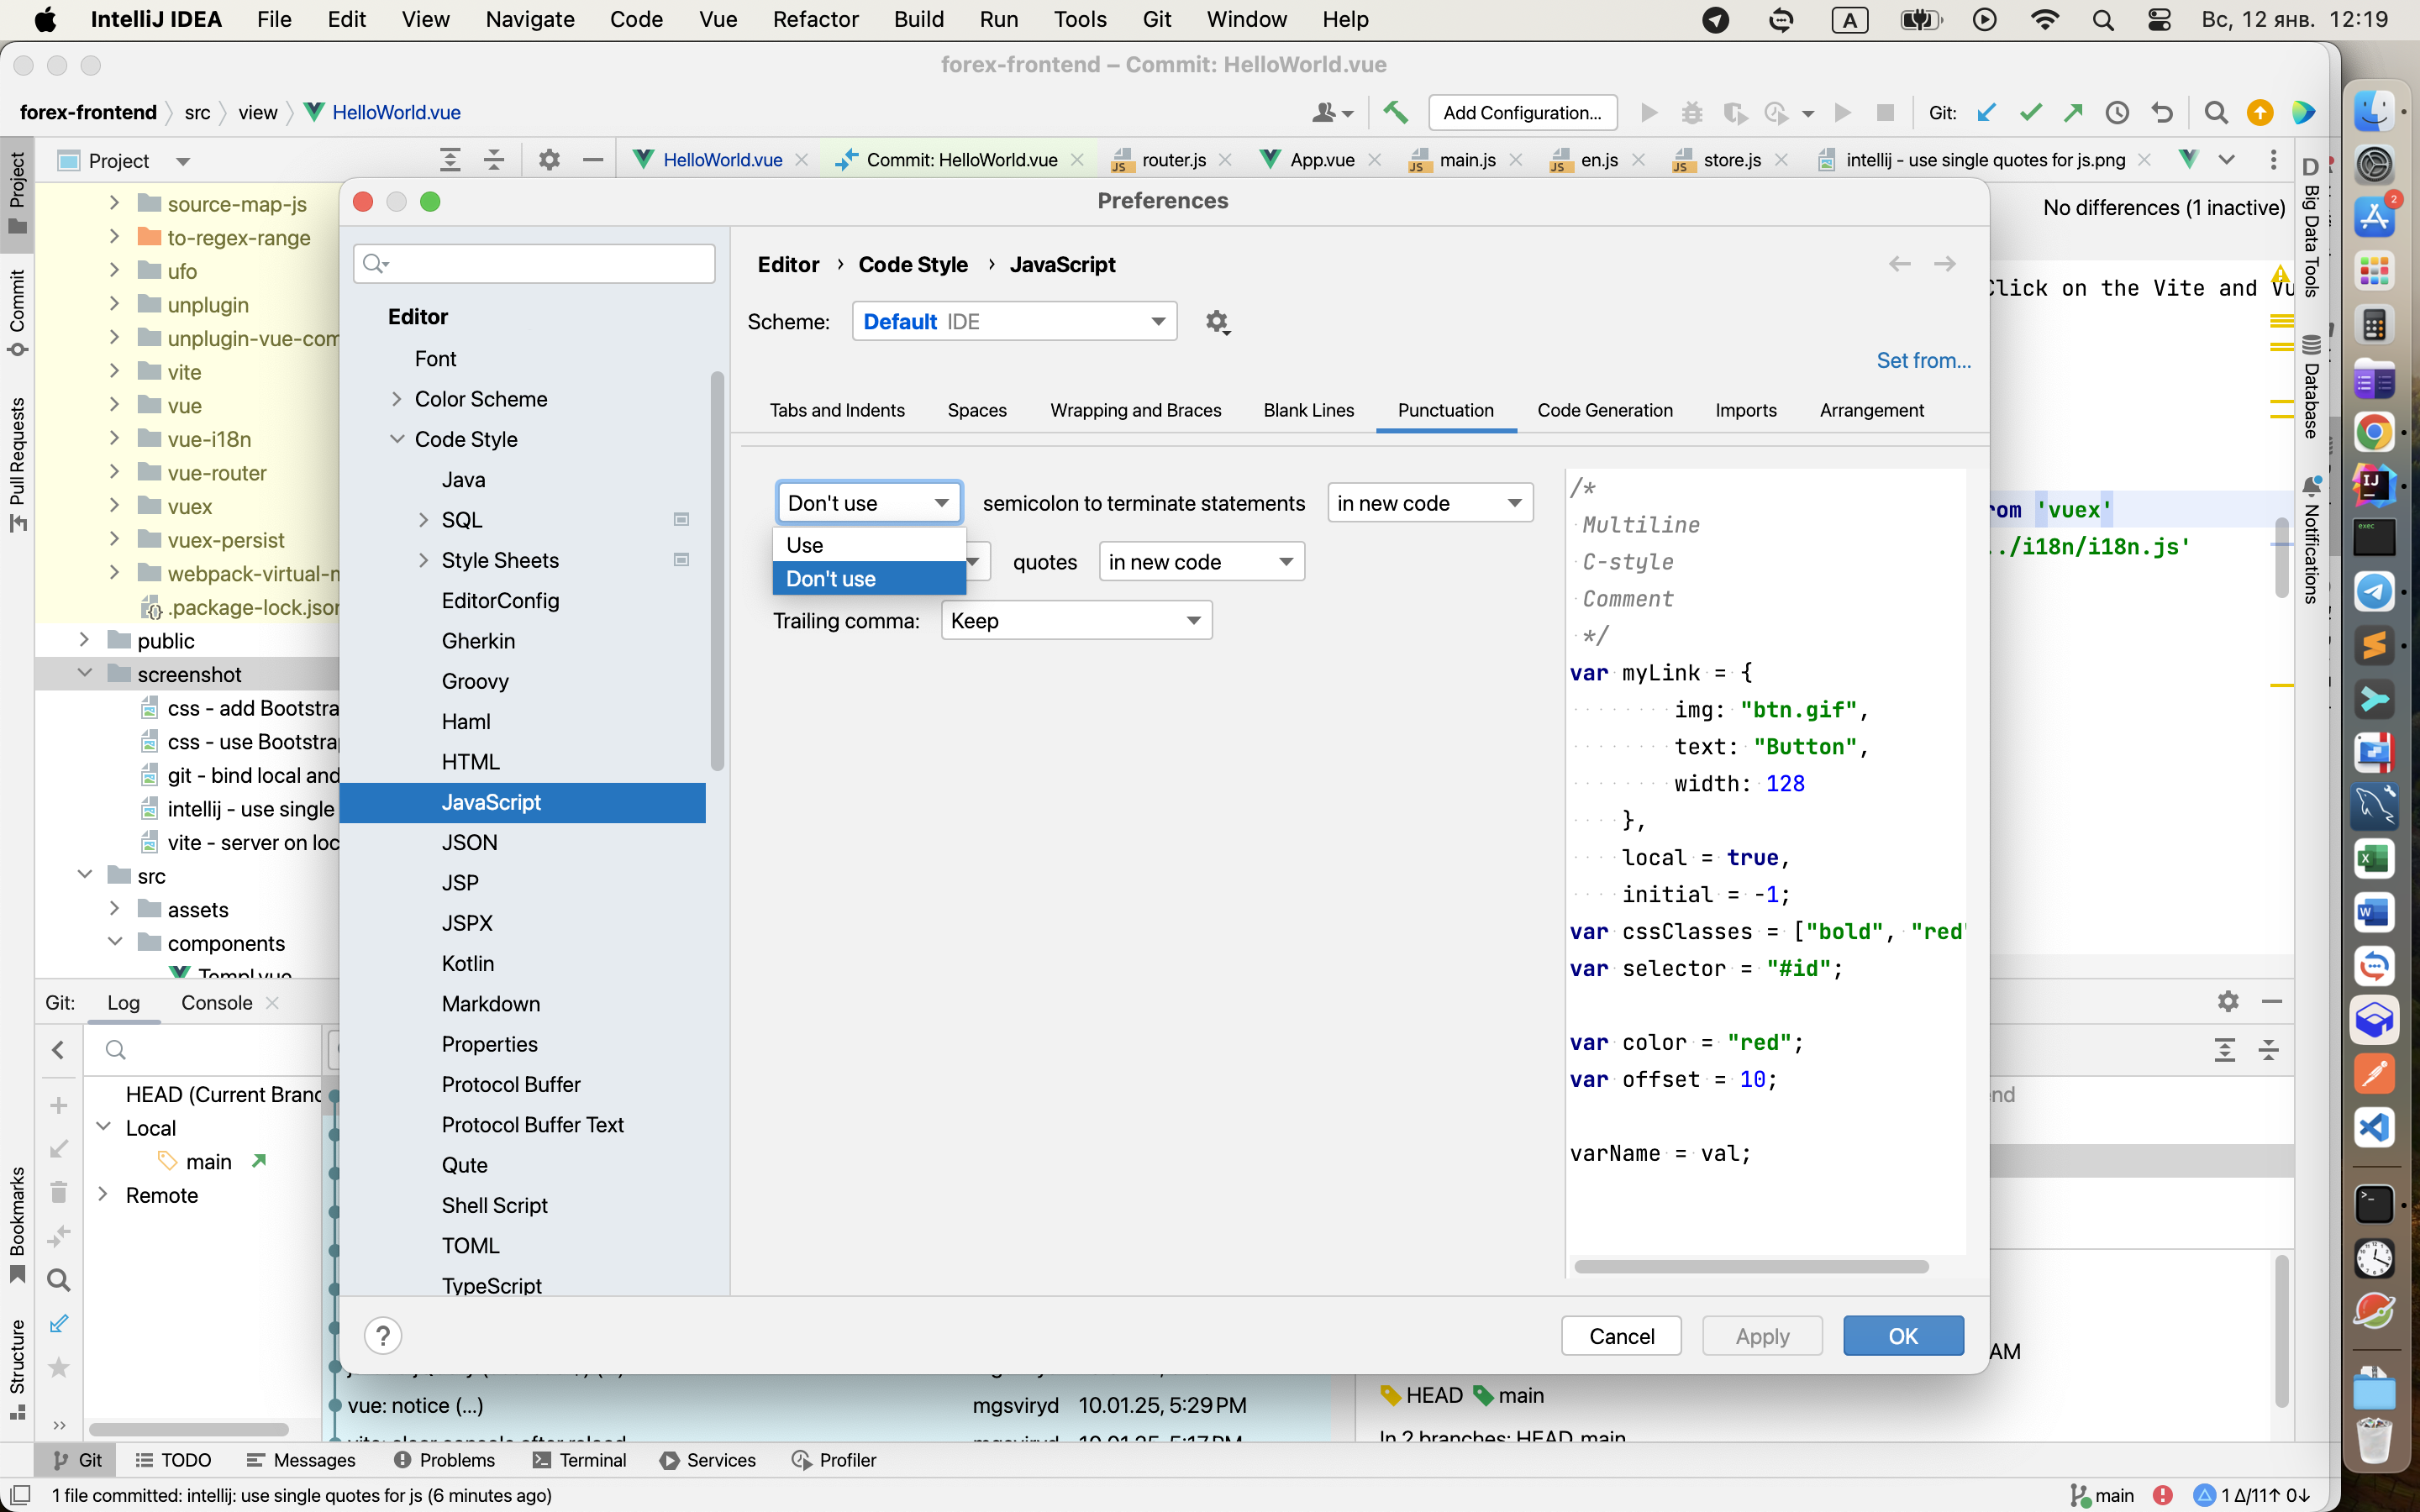 IntelliJ IDEA File Edit View Navigate Code Vue Refactor Build Run Tools Git Window Help A Вс, 12 янв. 12:19
forex-frontend – Commit: HelloWorld.vue
forex-frontend src view HelloWorld.vue Add Configuration... Git:
Project HelloWorld.vue Commit: HelloWorld.vue router.js App.vue main.js en.js store.js intellij - use single quotes for js.png
Project
Commit
Pull Requests
Bookmarks
Structure
source-map-js
to-regex-range
ufo
unplugin
unplugin-vue-com
vite
vue
vue-i18n
vue-router
vuex
vuex-persist
webpack-virtual-m
.package-lock.json
public
screenshot
css - add Bootstra
css - use Bootstra
git - bind local and
intellij - use single
vite - server on loc
src
assets
components
Templ.vue
Preferences
Editor
Font
Color Scheme
Code Style
Java
SQL
Style Sheets
EditorConfig
Gherkin
Groovy
Haml
HTML
JavaScript
JSON
JSP
JSPX
Kotlin
Markdown
Properties
Protocol Buffer
Protocol Buffer Text
Qute
Shell Script
TOML
TypeScript
Editor › Code Style › JavaScript
Scheme: Default IDE
Set from...
Tabs and Indents Spaces Wrapping and Braces Blank Lines Punctuation Code Generation Imports Arrangement
Don't use semicolon to terminate statements in new code
Use
Don't use
quotes in new code
Trailing comma: Keep
/*
Multiline
C-style
Comment
*/
var myLink = {
img: "btn.gif",
text: "Button",
width: 128
},
local = true,
initial = -1;
var cssClasses = ["bold", "red"
var selector = "#id";
var color = "red";
var offset = 10;
varName = val;
? Cancel Apply OK
No differences (1 inactive)
Click on the Vite and Vu
rom 'vuex'
../i18n/i18n.js'
D Big Data Tools
Database
Notifications
2
exec
Git: Log Console
HEAD (Current Branc
Local
main
Remote
vue: notice (...) mgsviryd 10.01.25, 5:29 PM
nd
AM
HEAD main
In 2 branches: HEAD, main
Git TODO Messages Problems Terminal Services Profiler
1 file committed: intellij: use single quotes for js (6 minutes ago) main 1 Δ/11↑ 0↓